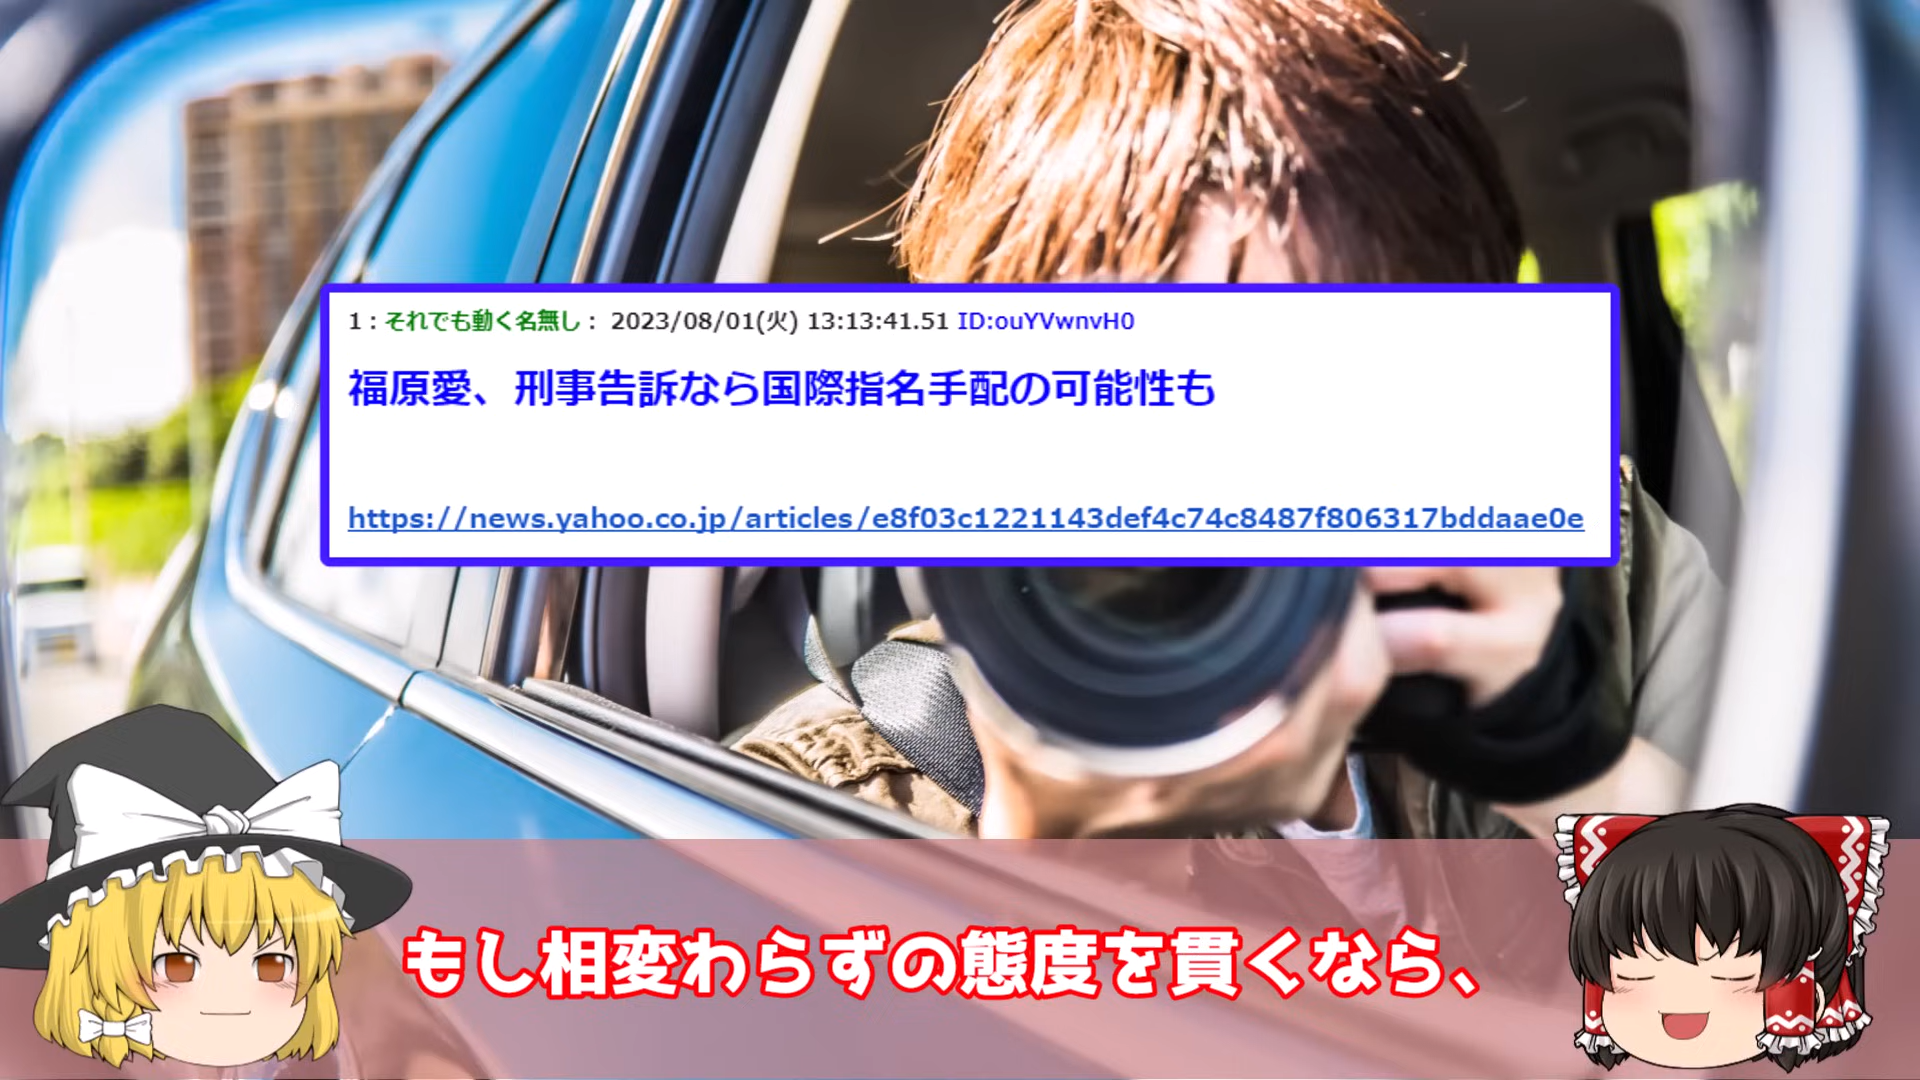 1：それでも動く名無し： 2023/08/01(火) 13:13:41.51 ID:ouYVwnvH0
福原愛、刑事告訴なら国際指名手配の可能性も
https://news.yahoo.co.jp/articles/e8f03c1221143def4c74c8487f806317bddaae0e
もし相変わらずの態度を貫くなら、